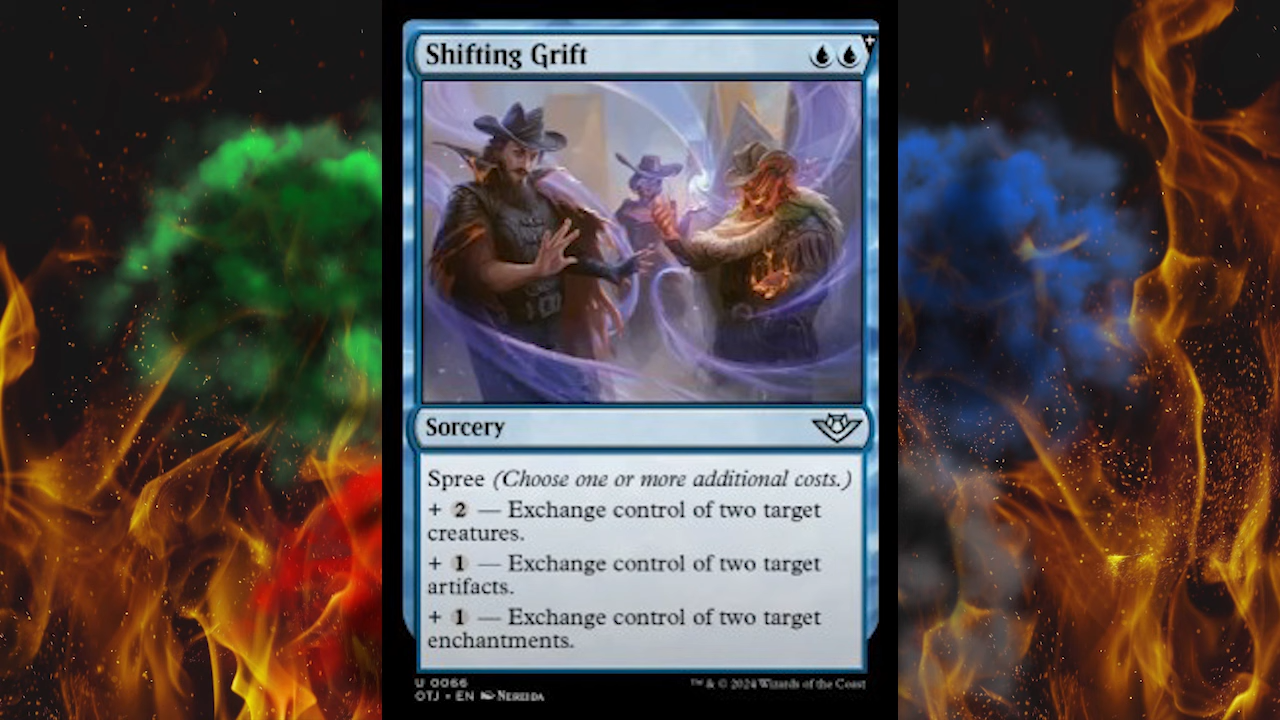 Shifting Grift
Sorcery
Spree (Choose one or more additional costs.)
+ 2 — Exchange control of two target
creatures.
+ 1 — Exchange control of two target
artifacts.
+ 1 — Exchange control of two target
enchantments.
U 0066
OTJ • EN Nereida
™ & © 2024 Wizards of the Coast